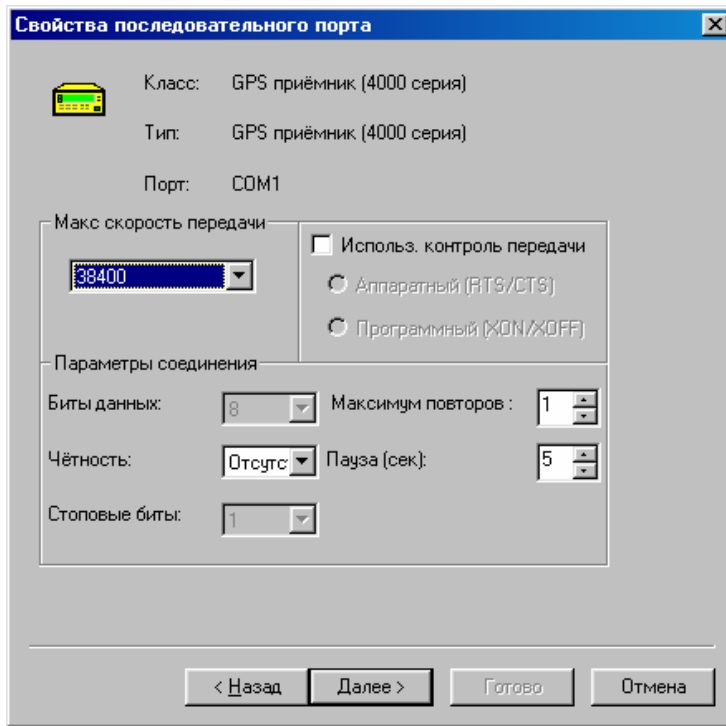 Свойства последовательного порта
Класс: GPS приёмник (4000 серия)
Тип: GPS приёмник (4000 серия)
Порт: COM1
Макс скорость передачи
38400
Использ. контроль передачи
Аппаратный (RTS/CTS)
Программный (XON/XOFF)
Параметры соединения
Биты данных: 8 Максимум повторов : 1
Чётность: Отсутс Пауза (сек): 5
Стоповые биты: 1
< Назад Далее > Готово Отмена